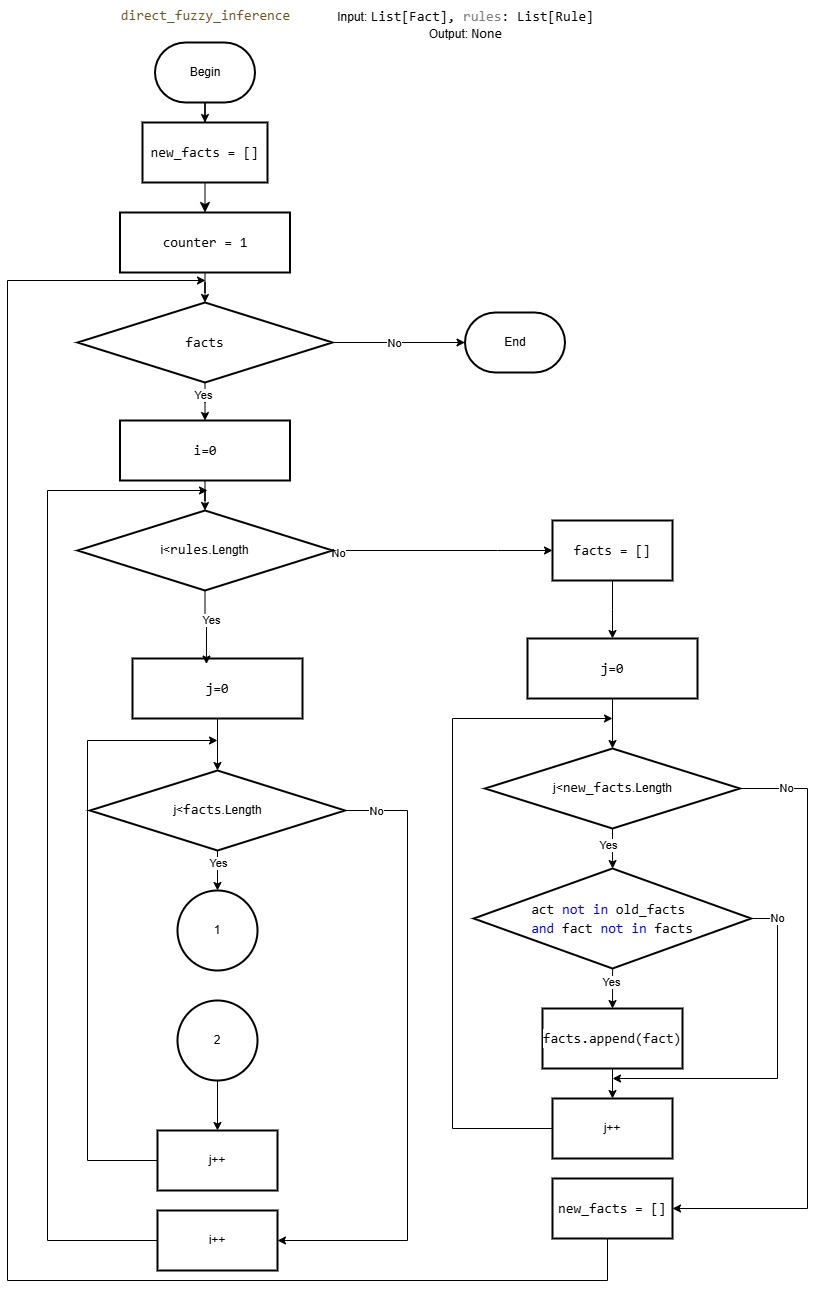 direct_fuzzy_inference
Input: List[Fact], rules: List[Rule]
Output: None
Begin
new_facts = []
counter = 1
facts
No
End
Yes
i=0
i<rules.Length
No
facts = []
Yes
j=0
j=0
j<facts.Length
No
j<new_facts.Length
No
Yes
Yes
1
act not in old_facts
and fact not in facts
No
Yes
2
facts.append(fact)
j++
j++
new_facts = []
i++